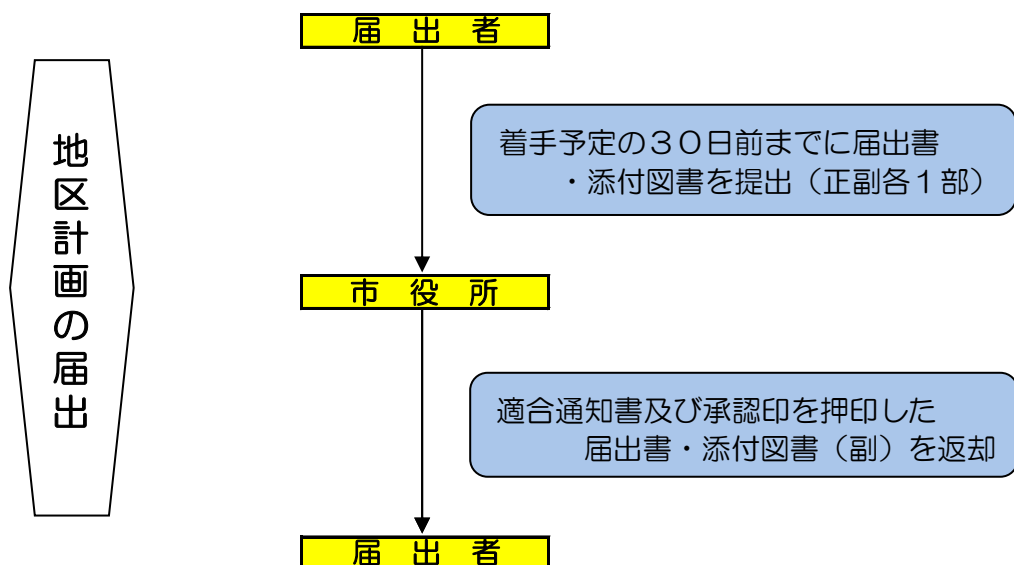 地区計画の届出
届出者
着手予定の３０日前までに届出書
・添付図書を提出（正副各１部）
市役所
適合通知書及び承認印を押印した
届出書・添付図書（副）を返却
届出者